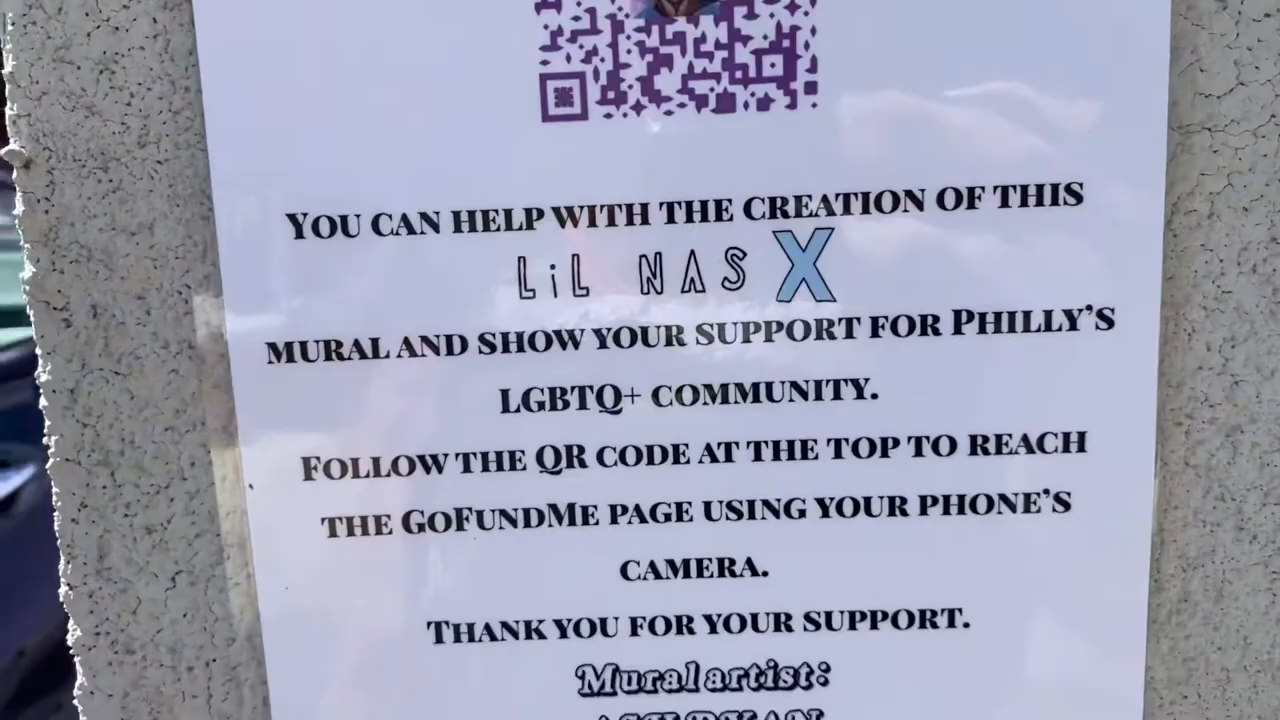 You can help with the creation of this
LiL NAS X
mural and show your support for Philly's
LGBTQ+ community.
Follow the QR code at the top to reach
the GoFundMe page using your phone's
camera.
Thank you for your support.
Mural artist: